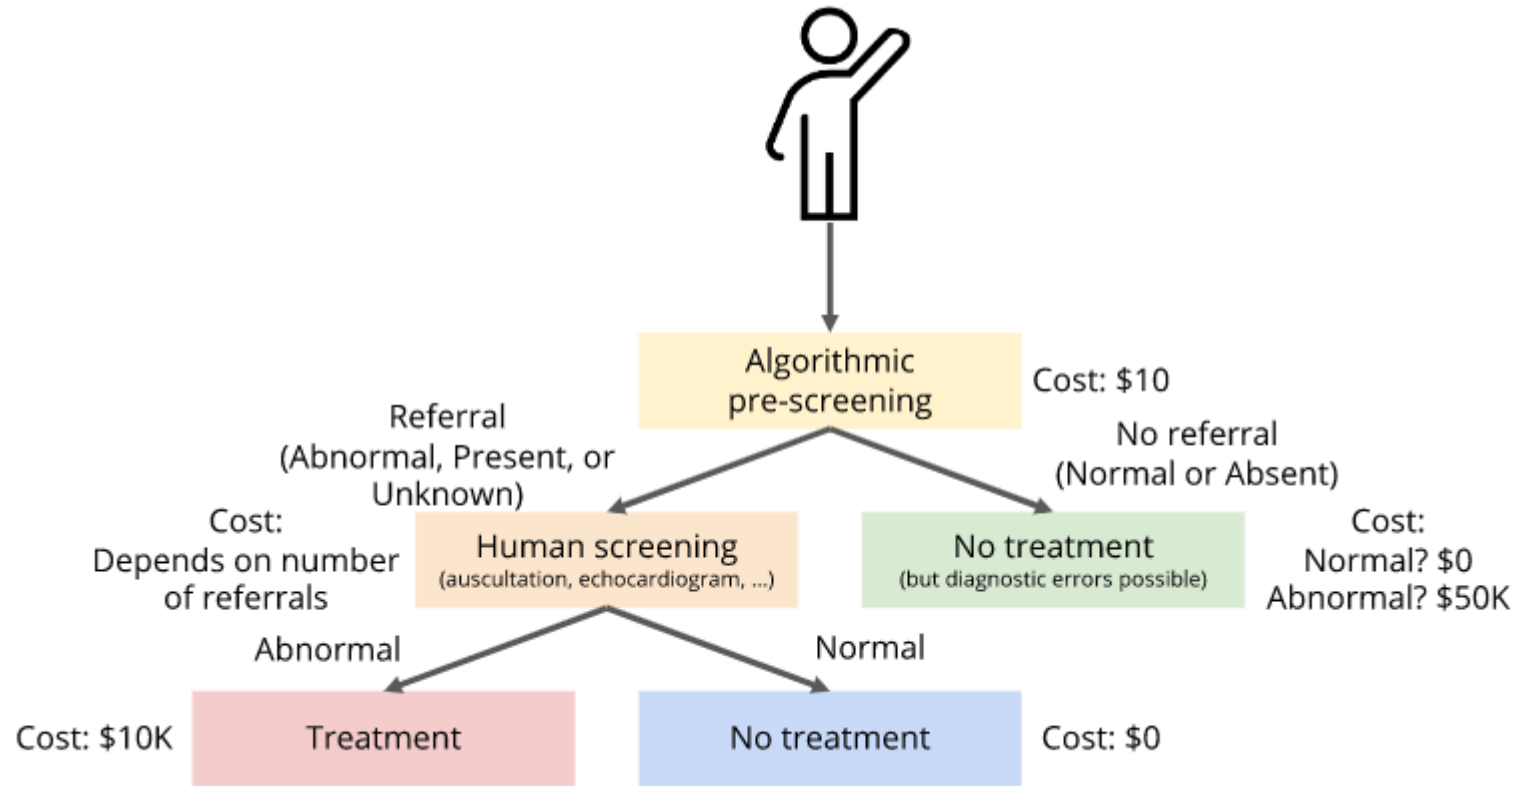 Algorithmic
pre-screening
Cost: $10
Referral
(Abnormal, Present, or
Unknown)
No referral
(Normal or Absent)
Cost:
Depends on number
of referrals
Human screening
(auscultation, echocardiogram, ...)
No treatment
(but diagnostic errors possible)
Cost:
Normal? $0
Abnormal? $50K
Abnormal
Normal
Cost: $10K
Treatment
No treatment
Cost: $0